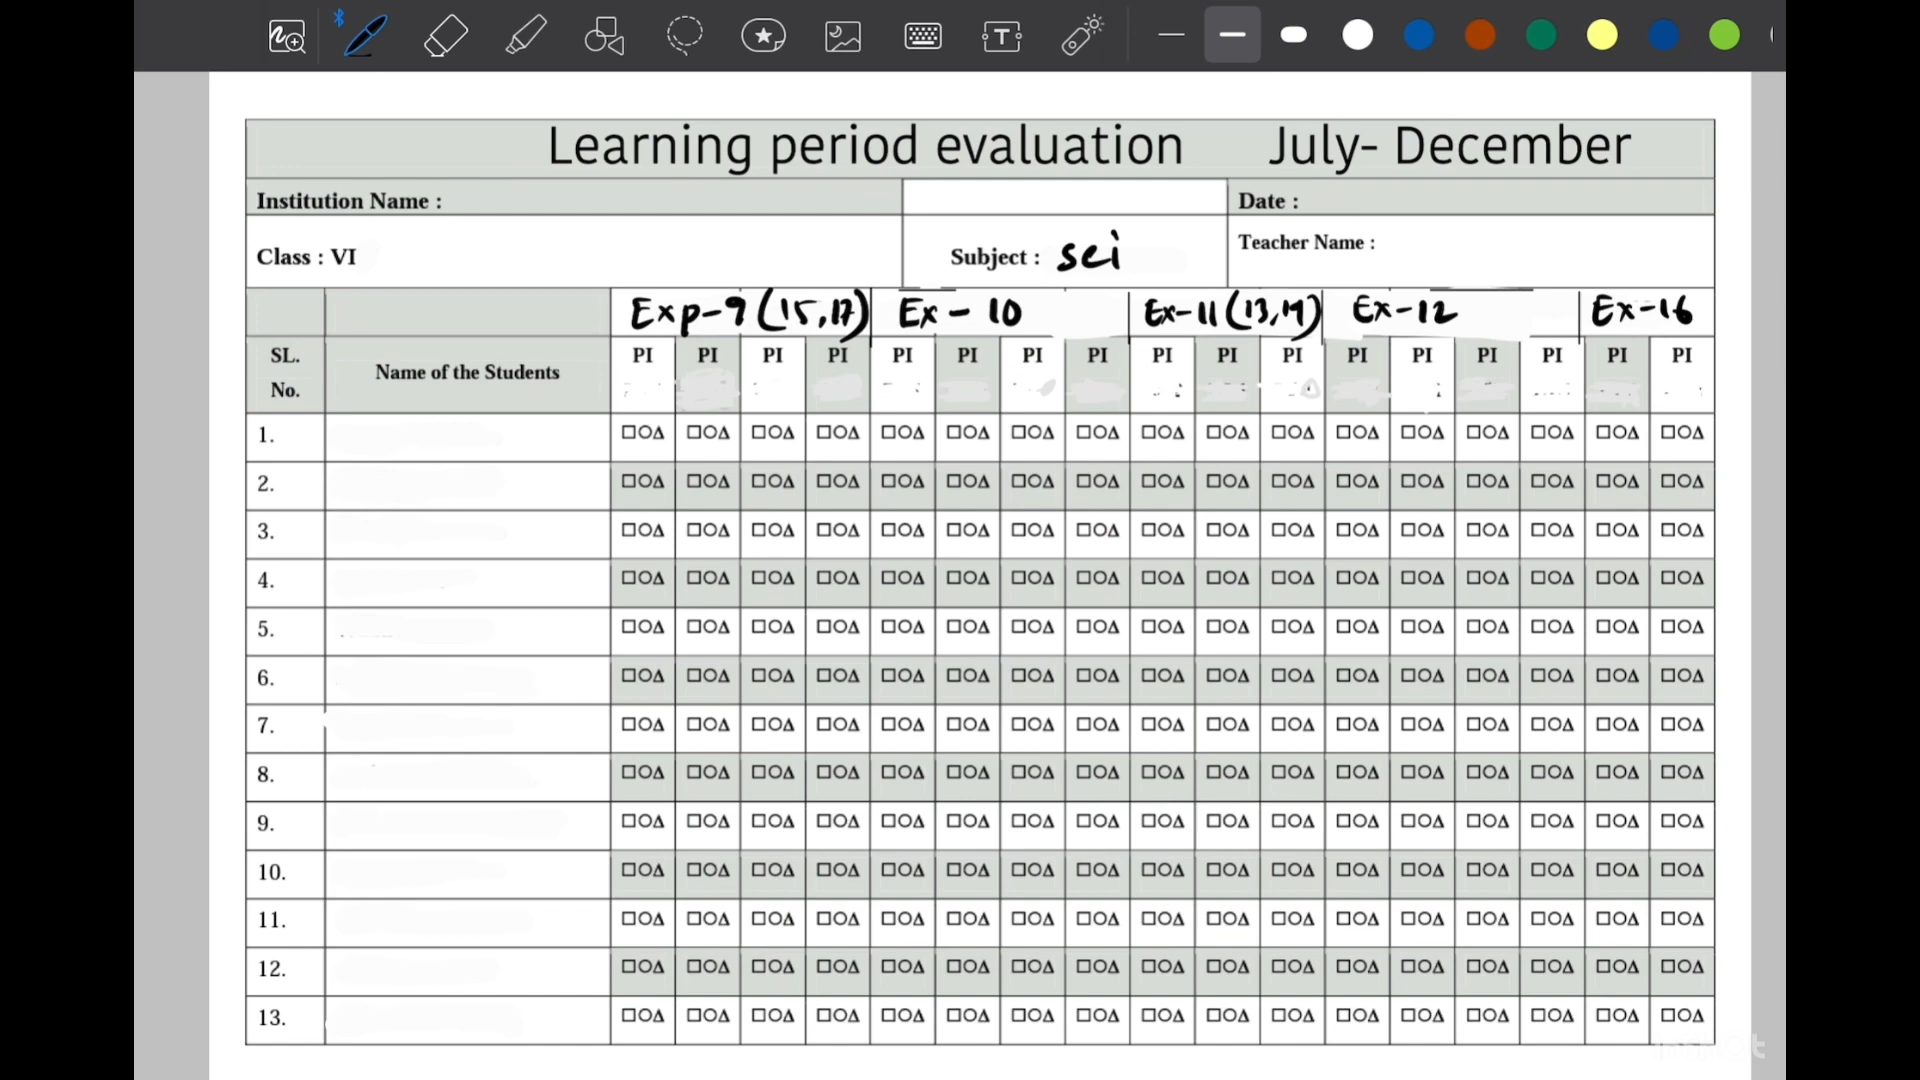 Learning period evaluation July- December
Institution Name : Date :
Class : VI Subject : sci Teacher Name :
Exp-9 (15,17) Ex - 10 Ex-11 (13,14) Ex-12 Ex-16
SL. No. Name of the Students PI PI PI PI PI PI PI PI PI PI PI PI PI PI PI PI PI
1. □○Δ □○Δ □○Δ □○Δ □○Δ □○Δ □○Δ □○Δ □○Δ □○Δ □○Δ □○Δ □○Δ □○Δ □○Δ □○Δ □○Δ
2. □○Δ □○Δ □○Δ □○Δ □○Δ □○Δ □○Δ □○Δ □○Δ □○Δ □○Δ □○Δ □○Δ □○Δ □○Δ □○Δ □○Δ
3. □○Δ □○Δ □○Δ □○Δ □○Δ □○Δ □○Δ □○Δ □○Δ □○Δ □○Δ □○Δ □○Δ □○Δ □○Δ □○Δ □○Δ
4. □○Δ □○Δ □○Δ □○Δ □○Δ □○Δ □○Δ □○Δ □○Δ □○Δ □○Δ □○Δ □○Δ □○Δ □○Δ □○Δ □○Δ
5. □○Δ □○Δ □○Δ □○Δ □○Δ □○Δ □○Δ □○Δ □○Δ □○Δ □○Δ □○Δ □○Δ □○Δ □○Δ □○Δ □○Δ
6. □○Δ □○Δ □○Δ □○Δ □○Δ □○Δ □○Δ □○Δ □○Δ □○Δ □○Δ □○Δ □○Δ □○Δ □○Δ □○Δ □○Δ
7. □○Δ □○Δ □○Δ □○Δ □○Δ □○Δ □○Δ □○Δ □○Δ □○Δ □○Δ □○Δ □○Δ □○Δ □○Δ □○Δ □○Δ
8. □○Δ □○Δ □○Δ □○Δ □○Δ □○Δ □○Δ □○Δ □○Δ □○Δ □○Δ □○Δ □○Δ □○Δ □○Δ □○Δ □○Δ
9. □○Δ □○Δ □○Δ □○Δ □○Δ □○Δ □○Δ □○Δ □○Δ □○Δ □○Δ □○Δ □○Δ □○Δ □○Δ □○Δ □○Δ
10. □○Δ □○Δ □○Δ □○Δ □○Δ □○Δ □○Δ □○Δ □○Δ □○Δ □○Δ □○Δ □○Δ □○Δ □○Δ □○Δ □○Δ
11. □○Δ □○Δ □○Δ □○Δ □○Δ □○Δ □○Δ □○Δ □○Δ □○Δ □○Δ □○Δ □○Δ □○Δ □○Δ □○Δ □○Δ
12. □○Δ □○Δ □○Δ □○Δ □○Δ □○Δ □○Δ □○Δ □○Δ □○Δ □○Δ □○Δ □○Δ □○Δ □○Δ □○Δ □○Δ
13. □○Δ □○Δ □○Δ □○Δ □○Δ □○Δ □○Δ □○Δ □○Δ □○Δ □○Δ □○Δ □○Δ □○Δ □○Δ □○Δ □○Δ